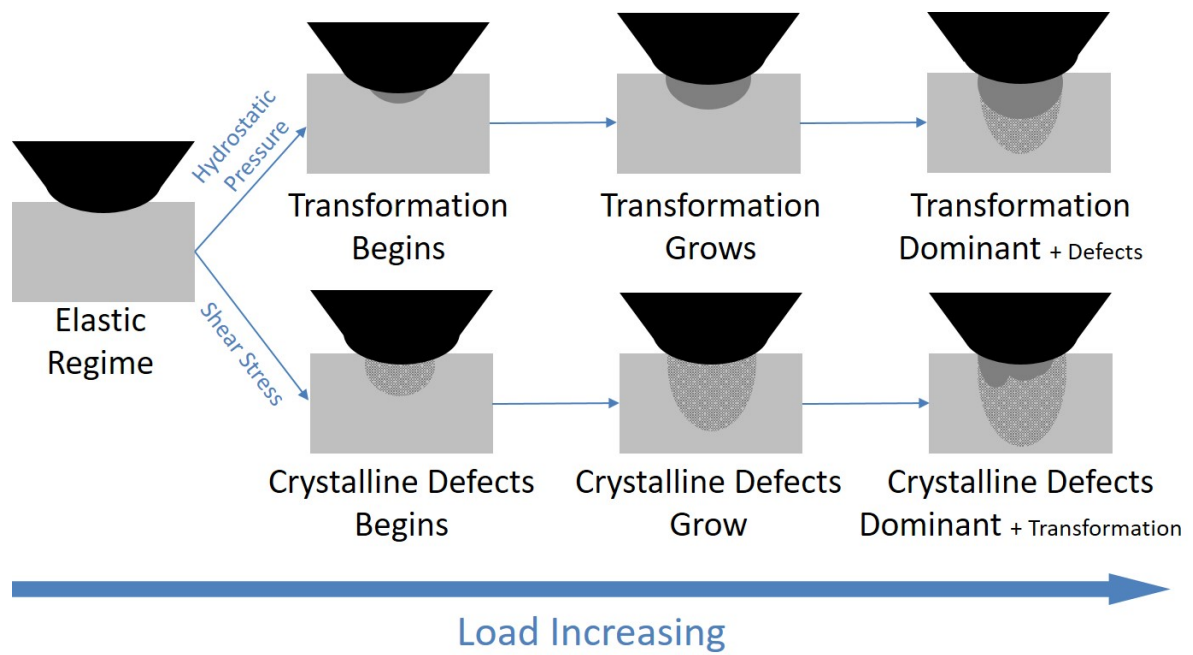 Hydrostatic
Pressure
Transformation
Begins
Transformation
Grows
Transformation
Dominant + Defects
Elastic
Regime
Shear Stress
Crystalline Defects
Begins
Crystalline Defects
Grow
Crystalline Defects
Dominant + Transformation
Load Increasing